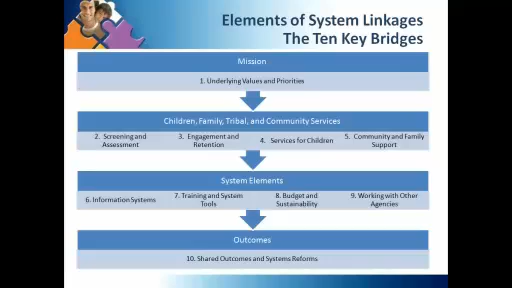 Elements of System Linkages
The Ten Key Bridges
Mission
1. Underlying Values and Priorities
Children, Family, Tribal, and Community Services
2. Screening and
Assessment
3. Engagement and
Retention
4. Services for Children
5. Community and Family
Support
System Elements
6. Information Systems
7. Training and System
Tools
8. Budget and
Sustainability
9. Working with Other
Agencies
Outcomes
10. Shared Outcomes and Systems Reforms